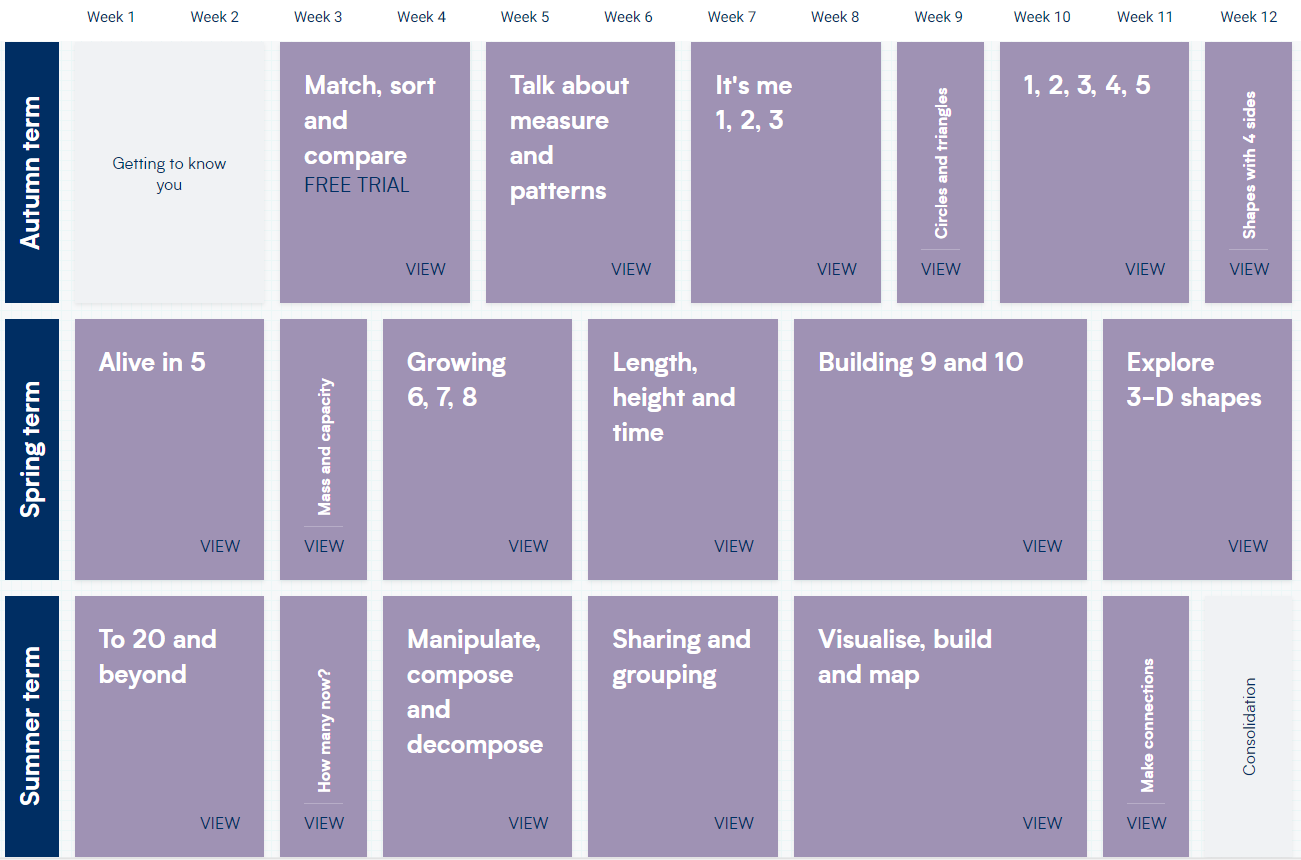 Week 1 Week 2 Week 3 Week 4 Week 5 Week 6 Week 7 Week 8 Week 9 Week 10 Week 11 Week 12
Autumn term
Getting to know
you
Match, sort
and
compare
FREE TRIAL
VIEW
Talk about
measure
and
patterns
VIEW
It's me
1, 2, 3
VIEW
Circles and triangles
VIEW
1, 2, 3, 4, 5
VIEW
Shapes with 4 sides
VIEW
Spring term
Alive in 5
VIEW
Mass and capacity
VIEW
Growing
6, 7, 8
VIEW
Length,
height and
time
VIEW
Building 9 and 10
VIEW
Explore
3-D shapes
VIEW
Summer term
To 20 and
beyond
VIEW
How many now?
VIEW
Manipulate,
compose
and
decompose
VIEW
Sharing and
grouping
VIEW
Visualise, build
and map
VIEW
Make connections
VIEW
Consolidation